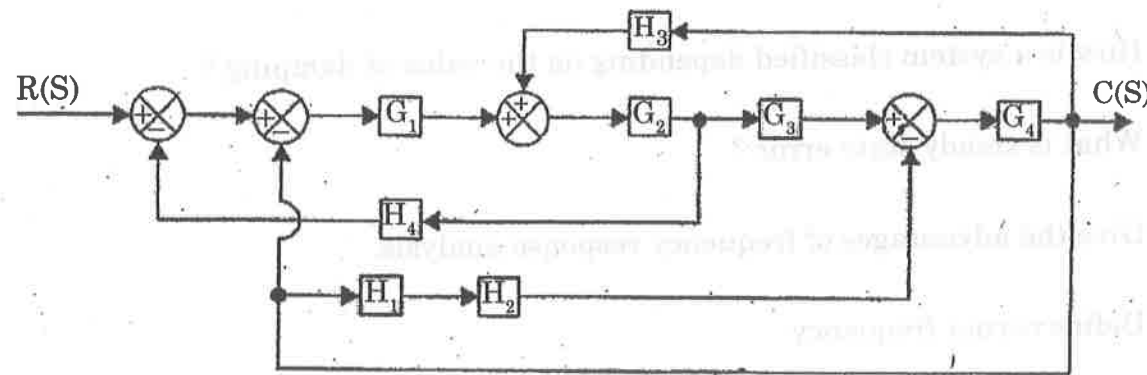 H₃
R(S) + − + − G₁ + + G₂ G₃ + − G₄ C(S)
H₄
H₁ H₂